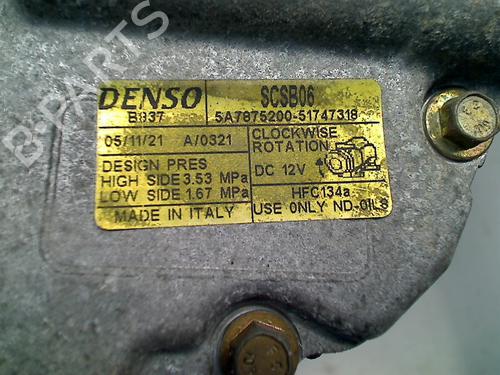 B-PARTS
DENSO SCSB06
B937 5A7875200-51747318
05/11/21 A/0321 CLOCKWISE
ROTATION
DESIGN PRES
HIGH SIDE 3.53 MPa DC 12V
LOW SIDE 1.67 MPa HFC134a
MADE IN ITALY USE ONLY ND-OIL8